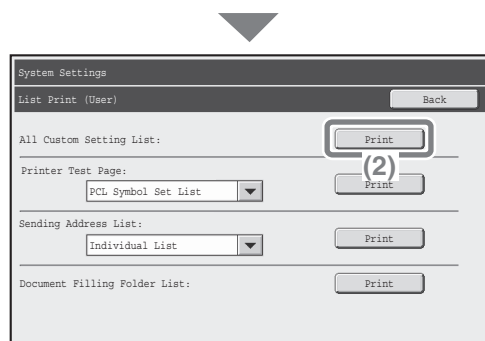 System Settings
List Print (User) Back
All Custom Setting List: Print
(2)
Printer Test Page:
PCL Symbol Set List Print
Sending Address List:
Individual List Print
Document Filling Folder List: Print